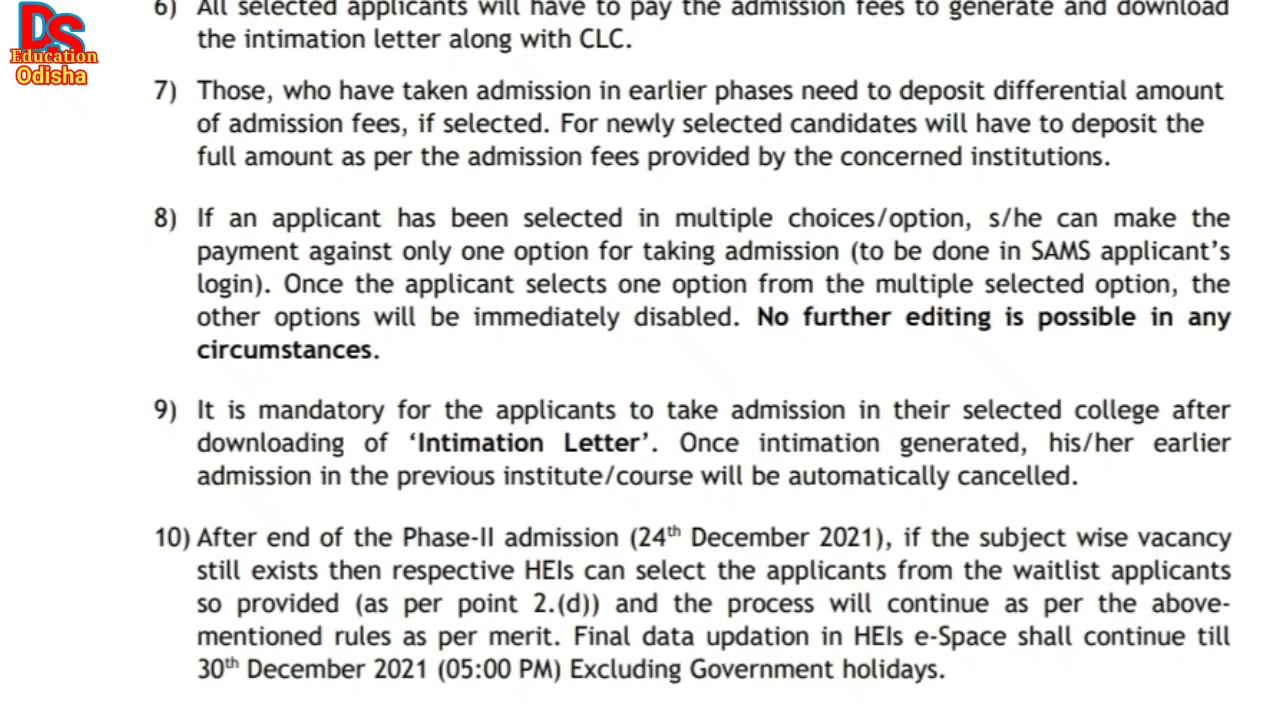 DS
Education
Odisha
6) All selected applicants will have to pay the admission fees to generate and download
the intimation letter along with CLC.
7) Those, who have taken admission in earlier phases need to deposit differential amount
of admission fees, if selected. For newly selected candidates will have to deposit the
full amount as per the admission fees provided by the concerned institutions.
8) If an applicant has been selected in multiple choices/option, s/he can make the
payment against only one option for taking admission (to be done in SAMS applicant’s
login). Once the applicant selects one option from the multiple selected option, the
other options will be immediately disabled. No further editing is possible in any
circumstances.
9) It is mandatory for the applicants to take admission in their selected college after
downloading of ‘Intimation Letter’. Once intimation generated, his/her earlier
admission in the previous institute/course will be automatically cancelled.
10) After end of the Phase-II admission (24th December 2021), if the subject wise vacancy
still exists then respective HEIs can select the applicants from the waitlist applicants
so provided (as per point 2.(d)) and the process will continue as per the above-
mentioned rules as per merit. Final data updation in HEIs e-Space shall continue till
30th December 2021 (05:00 PM) Excluding Government holidays.